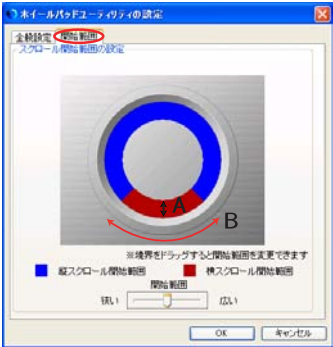 ホイールパッドユーティリティの設定
全般設定 開始範囲
スクロール開始範囲の設定
A
B
※境界をドラッグすると開始範囲を変更できます
縦スクロール開始範囲 横スクロール開始範囲
開始範囲
狭い 広い
OK キャンセル